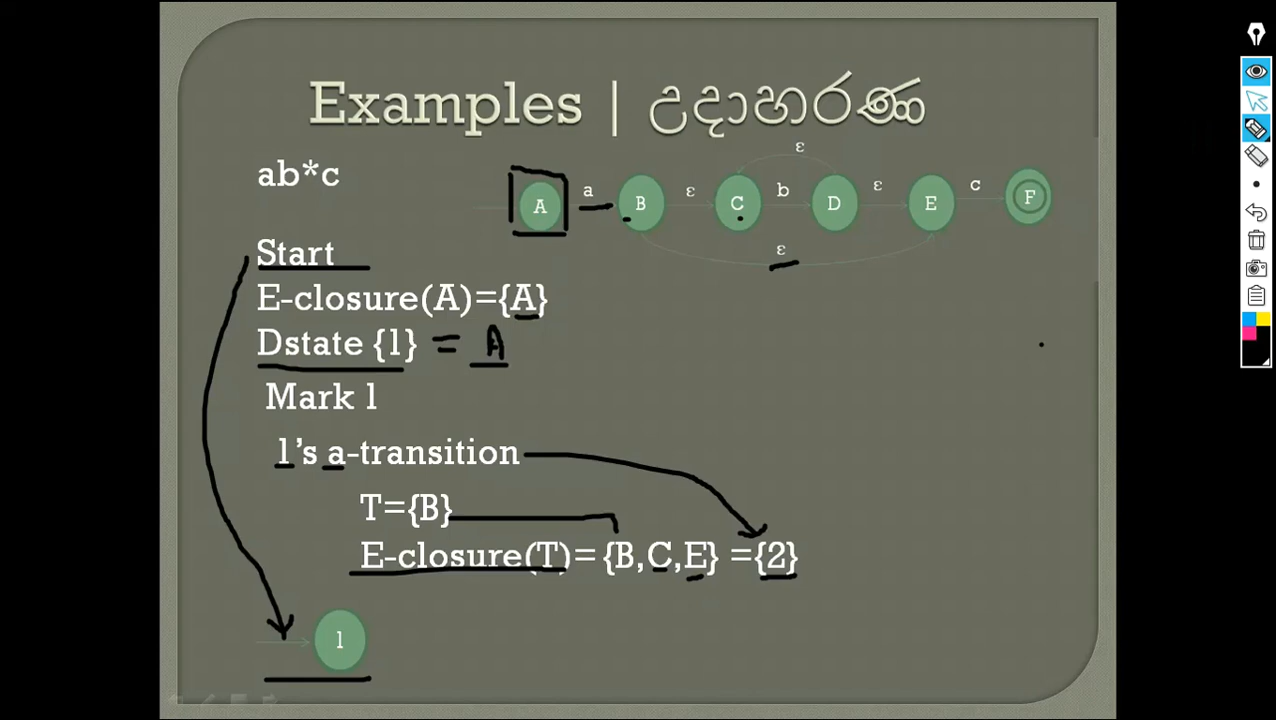 Examples | උදාහරණ
ab*c
ε
A a B ε C b D ε E c F
ε
Start
E-closure(A)={A}
Dstate {1} = A
Mark 1
1’s a-transition
T={B}
E-closure(T)={B,C,E} ={2}
1